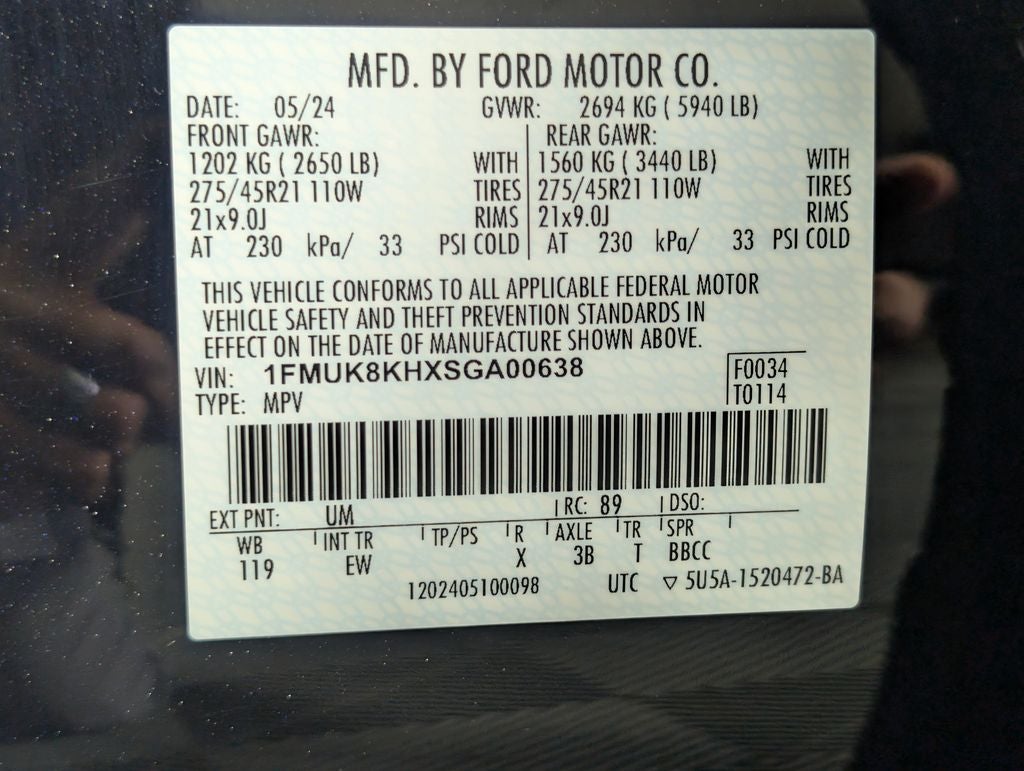 MFD. BY FORD MOTOR CO.
DATE: 05/24 GVWR: 2694 KG ( 5940 LB)
FRONT GAWR: REAR GAWR:
1202 KG ( 2650 LB) WITH 1560 KG ( 3440 LB) WITH
275/45R21 110W TIRES 275/45R21 110W TIRES
21x9.0J RIMS 21x9.0J RIMS
AT 230 kPa/ 33 PSI COLD AT 230 kPa/ 33 PSI COLD
THIS VEHICLE CONFORMS TO ALL APPLICABLE FEDERAL MOTOR
VEHICLE SAFETY AND THEFT PREVENTION STANDARDS IN
EFFECT ON THE DATE OF MANUFACTURE SHOWN ABOVE.
VIN: 1FMUK8KHXSGA00638 F0034
TYPE: MPV T0114
EXT PNT: UM RC: 89 DSO:
WB INT TR TP/PS R AXLE TR SPR
119 EW X 3B T BBCC
1202405100098 UTC ▽ 5U5A-1520472-BA